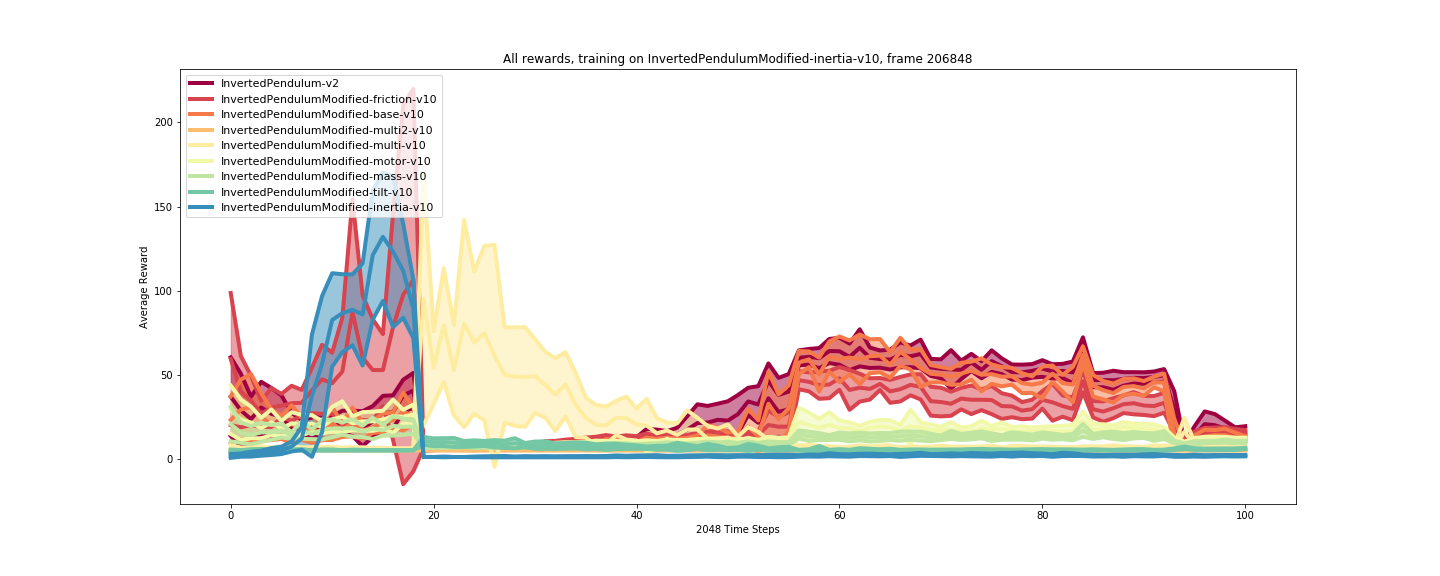 All rewards, training on InvertedPendulumModified-inertia-v10, frame 206848
InvertedPendulum-v2
InvertedPendulumModified-friction-v10
InvertedPendulumModified-base-v10
InvertedPendulumModified-multi2-v10
InvertedPendulumModified-multi-v10
InvertedPendulumModified-motor-v10
InvertedPendulumModified-mass-v10
InvertedPendulumModified-tilt-v10
InvertedPendulumModified-inertia-v10
Average Reward
200
150
100
50
0
0 20 40 60 80 100
2048 Time Steps